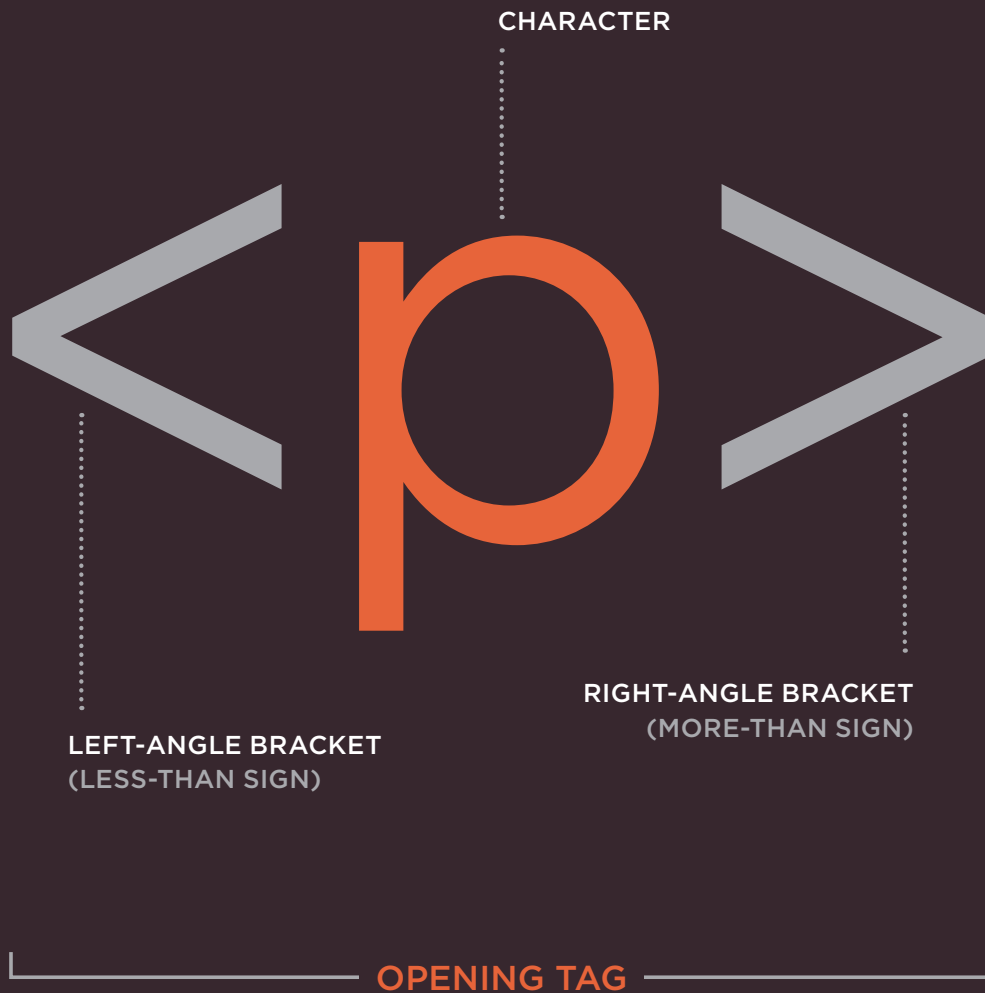 CHARACTER
<p>
RIGHT-ANGLE BRACKET
(MORE-THAN SIGN)
LEFT-ANGLE BRACKET
(LESS-THAN SIGN)
OPENING TAG